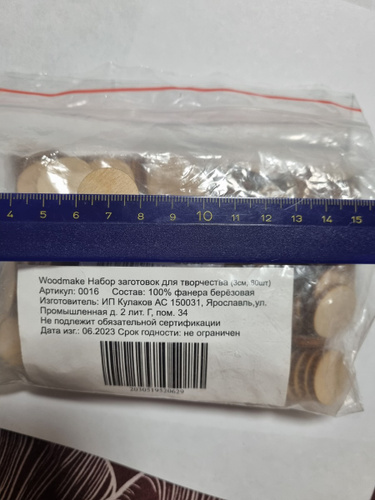 4 5 6 7 8 9 10 11 12 13 14 15
Woodmake Набор заготовок для творчества (3см, 80шт)
Артикул: 0016 Состав: 100% фанера берёзовая
Изготовитель: ИП Кулаков АС 150031, Ярославль,ул.
Промышленная д. 2 лит. Г, пом. 34
Не подлежит обязательной сертификации
Дата изг.: 06.2023 Срок годности: не ограничен
2030519520629